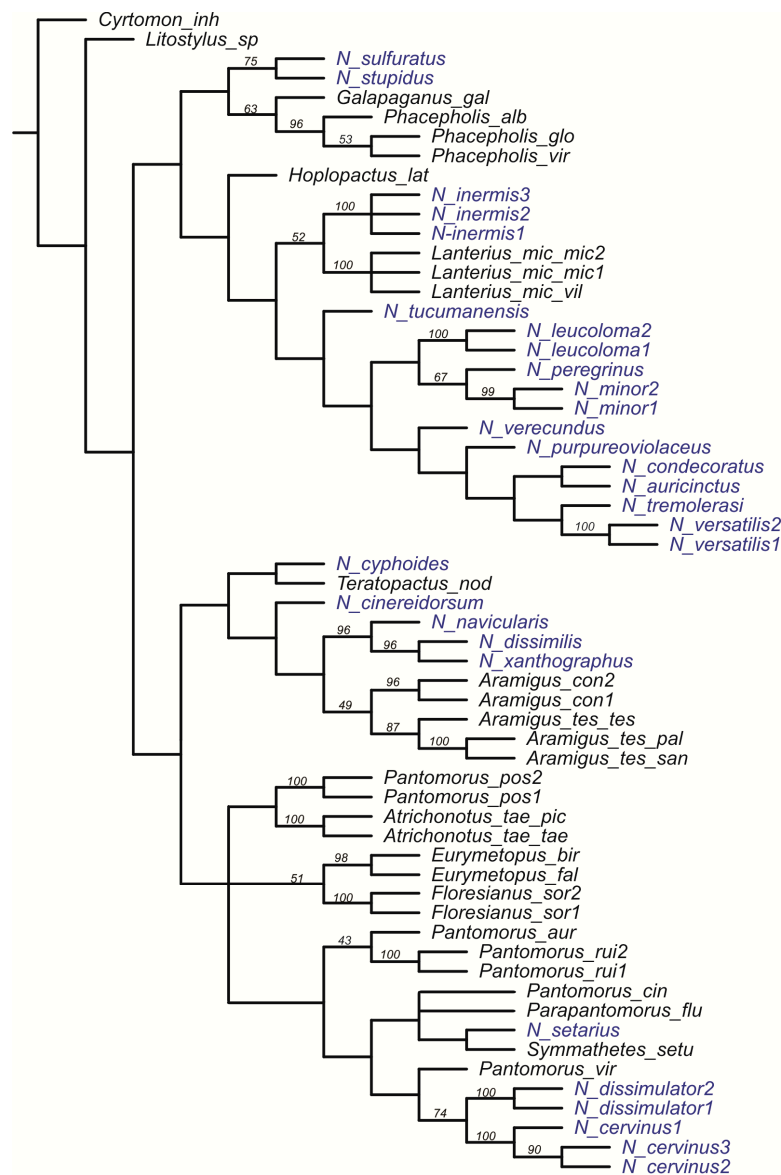 Cyrtomon_inh
Litostylus_sp
75 N_sulfuratus
N_stupidus
63 Galapaganus_gal
96 Phacepholis_alb
53 Phacepholis_glo
Phacepholis_vir
Hoplopactus_lat
N_inermis3
100 N_inermis2
N-inermis1
52
Lanterius_mic_mic2
100 Lanterius_mic_mic1
Lanterius_mic_vil
N_tucumanensis
100 N_leucoloma2
N_leucoloma1
67 N_peregrinus
99 N_minor2
N_minor1
N_verecundus
N_purpureoviolaceus
N_condecoratus
N_auricinctus
N_tremolerasi
100 N_versatilis2
N_versatilis1
N_cyphoides
Teratopactus_nod
N_cinereidorsum
96 N_navicularis
96 N_dissimilis
N_xanthographus
96 Aramigus_con2
49 Aramigus_con1
87 Aramigus_tes_tes
100 Aramigus_tes_pal
Aramigus_tes_san
100 Pantomorus_pos2
Pantomorus_pos1
100 Atrichonotus_tae_pic
Atrichonotus_tae_tae
98 Eurymetopus_bir
51 Eurymetopus_fal
100 Floresianus_sor2
Floresianus_sor1
43 Pantomorus_aur
100 Pantomorus_rui2
Pantomorus_rui1
Pantomorus_cin
Parapantomorus_flu
N_setarius
Symmathetes_setu
Pantomorus_vir
100 N_dissimulator2
74 N_dissimulator1
100 N_cervinus1
90 N_cervinus3
N_cervinus2